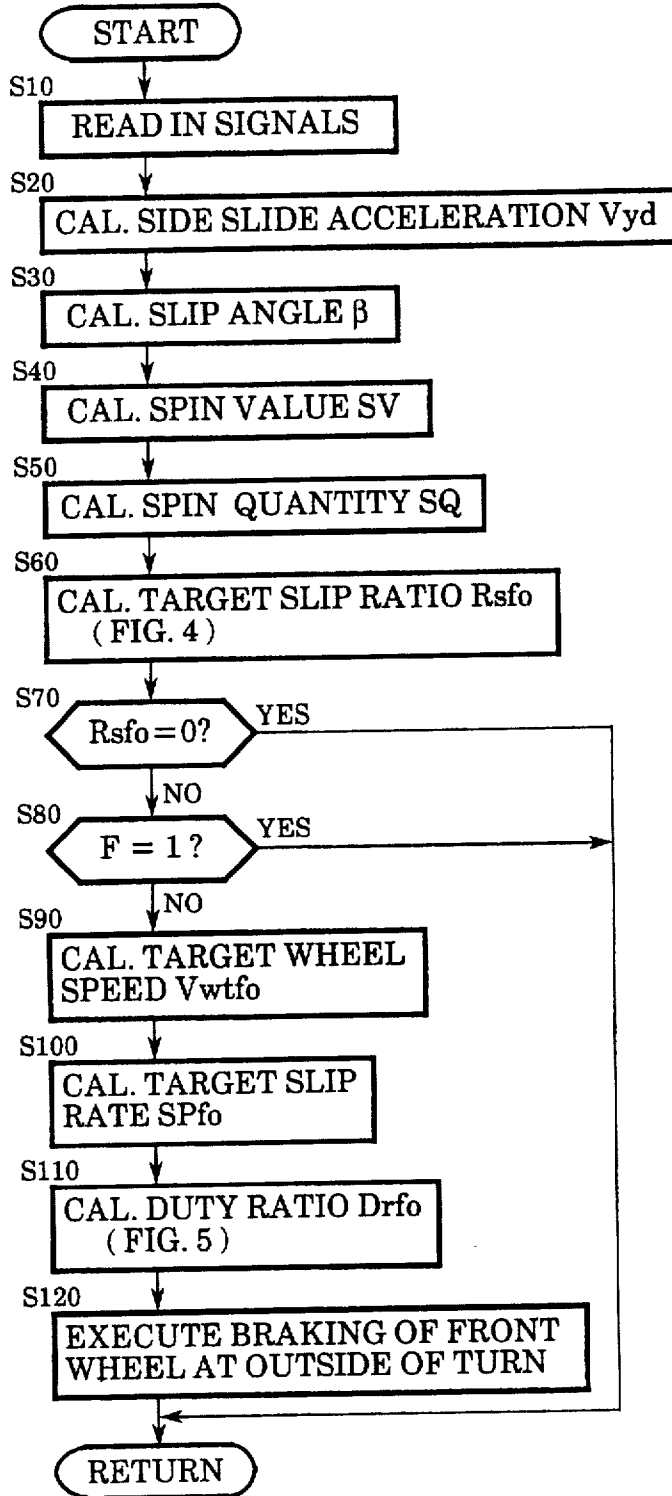 START
S10
READ IN SIGNALS
S20
CAL. SIDE SLIDE ACCELERATION Vyd
S30
CAL. SLIP ANGLE β
S40
CAL. SPIN VALUE SV
S50
CAL. SPIN QUANTITY SQ
S60
CAL. TARGET SLIP RATIO Rsfo
( FIG. 4 )
S70
Rsfo=0?
YES
NO
S80
F = 1 ?
YES
NO
S90
CAL. TARGET WHEEL
SPEED Vwtfo
S100
CAL. TARGET SLIP
RATE SPfo
S110
CAL. DUTY RATIO Drfo
( FIG. 5 )
S120
EXECUTE BRAKING OF FRONT
WHEEL AT OUTSIDE OF TURN
RETURN